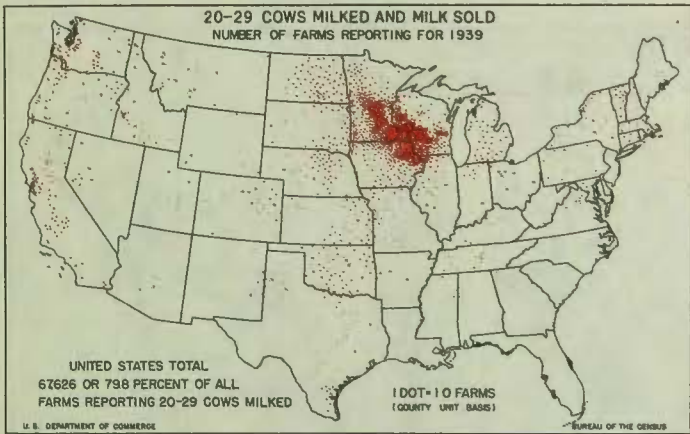 20-29 COWS MILKED AND MILK SOLD
NUMBER OF FARMS REPORTING FOR 1939
UNITED STATES TOTAL
67,626 OR 79.8 PERCENT OF ALL
FARMS REPORTING 20-29 COWS MILKED
1 DOT=10 FARMS
(COUNTY UNIT BASIS)
U. S. DEPARTMENT OF COMMERCE
BUREAU OF THE CENSUS